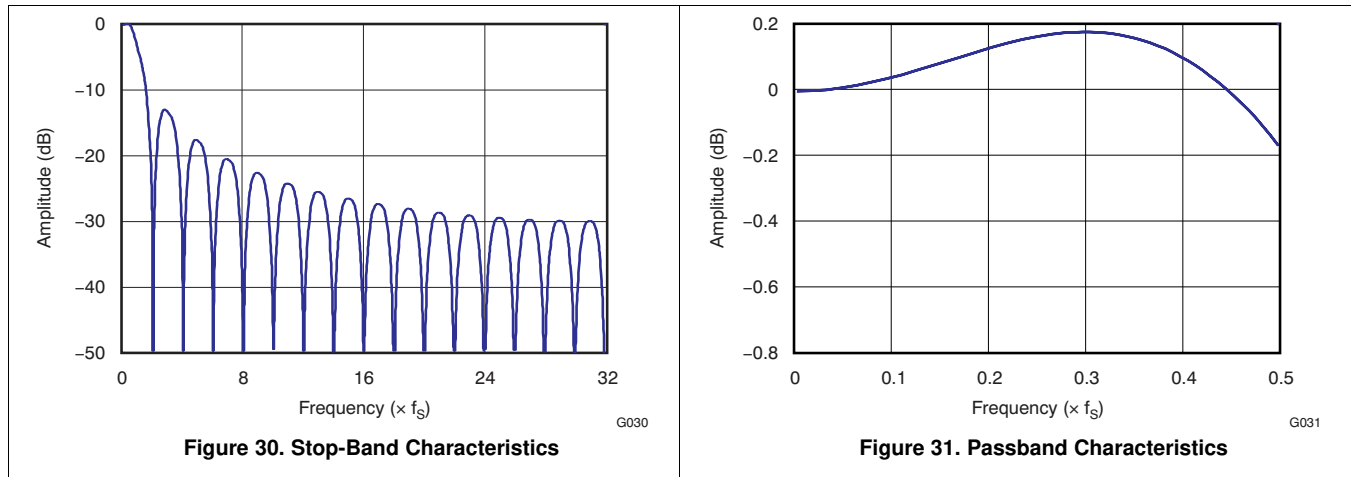 0
−10
−20
−30
−40
−50
Amplitude (dB)
0 8 16 24 32
Frequency (× fS)
G030
Figure 30. Stop-Band Characteristics
0.2
0
−0.2
−0.4
−0.6
−0.8
Amplitude (dB)
0 0.1 0.2 0.3 0.4 0.5
Frequency (× fS)
G031
Figure 31. Passband Characteristics